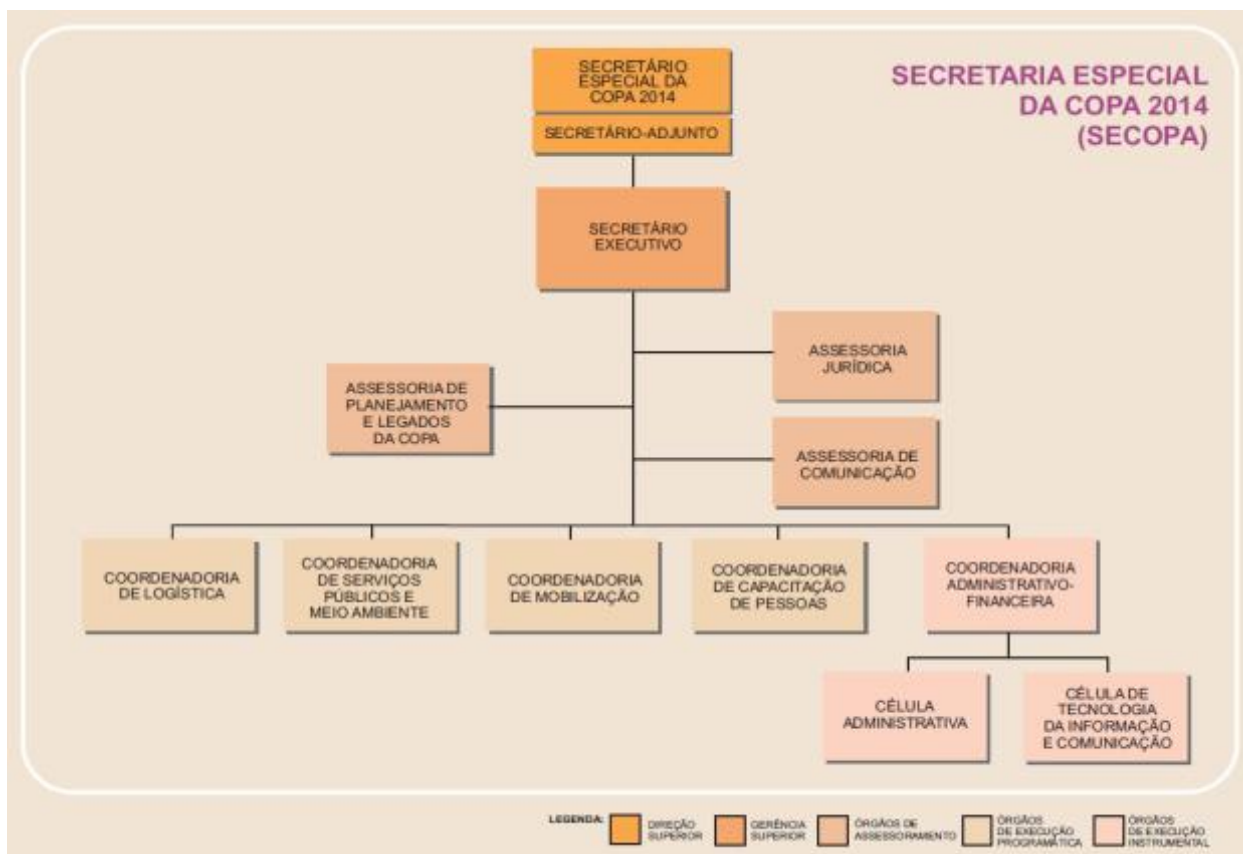 SECRETARIA ESPECIAL
DA COPA 2014
(SECOPA)
SECRETÁRIO
ESPECIAL DA
COPA 2014
SECRETÁRIO-ADJUNTO
SECRETÁRIO
EXECUTIVO
ASSESSORIA
JURÍDICA
ASSESSORIA DE
PLANEJAMENTO
E LEGADOS
DA COPA
ASSESSORIA DE
COMUNICAÇÃO
COORDENADORIA
DE LOGÍSTICA
COORDENADORIA
DE SERVIÇOS
PÚBLICOS E
MEIO AMBIENTE
COORDENADORIA
DE MOBILIZAÇÃO
COORDENADORIA
DE CAPACITAÇÃO
DE PESSOAS
COORDENADORIA
ADMINISTRATIVO-
FINANCEIRA
CÉLULA
ADMINISTRATIVA
CÉLULA DE
TECNOLOGIA
DA INFORMAÇÃO
E COMUNICAÇÃO
LEGENDA:
DIREÇÃO
SUPERIOR
GERÊNCIA
SUPERIOR
ÓRGÃOS DE
ASSESSORAMENTO
ÓRGÃOS
DE EXECUÇÃO
PROGRAMÁTICA
ÓRGÃOS
DE EXECUÇÃO
INSTRUMENTAL